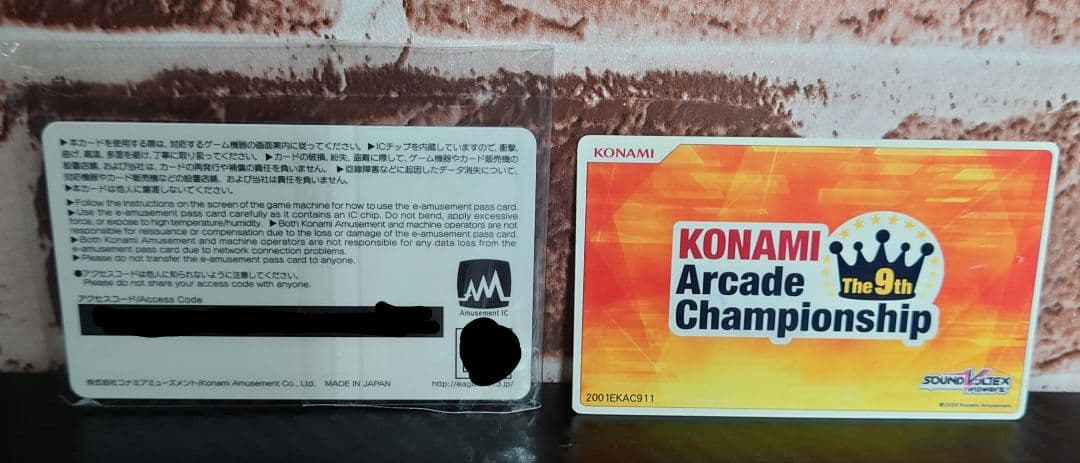 ▶本カードを使用する際は、対応するゲーム機器の画面案内に従ってください。▶ICチップを内蔵していますので、衝撃、
曲げ、高温、多湿を避け、丁寧に取り扱ってください。▶カードの破損、紛失、盗難に際して、ゲーム機器やカード販売機の
設置店舗、および当社は、カードの再発行や補償の責任を負いません。▶回線障害などに起因したデータ消失について、
対応機器やカード販売機などの設置店舗、および当社は責任を負いません。
▶本カードは他人に譲渡しないでください。
▶Follow the instructions on the screen of the game machine for how to use the e-amusement pass card.
▶Use the e-amusement pass card carefully as it contains an IC chip. Do not bend, apply excessive
force, or expose to high temperature/humidity. ▶Both Konami Amusement and machine operators are not
responsible for reissuance or compensation due to the loss or damage of the e-amusement pass card.
▶Both Konami Amusement and machine operators are not responsible for any data loss from the
e-amusement pass card due to network connection problems.
▶Please do not transfer the e-amusement pass card to anyone.
●アクセスコードは他人に知られないように注意してください。
Please do not share your access code with anyone.
アクセスコード/Access Code
Amusement IC
株式会社コナミアミューズメント/Konami Amusement Co., Ltd. MADE IN JAPAN
KONAMI
KONAMI
Arcade
Championship
The 9th
SOUND VOLTEX
2001EKAC911
©2020 Konami Amusement